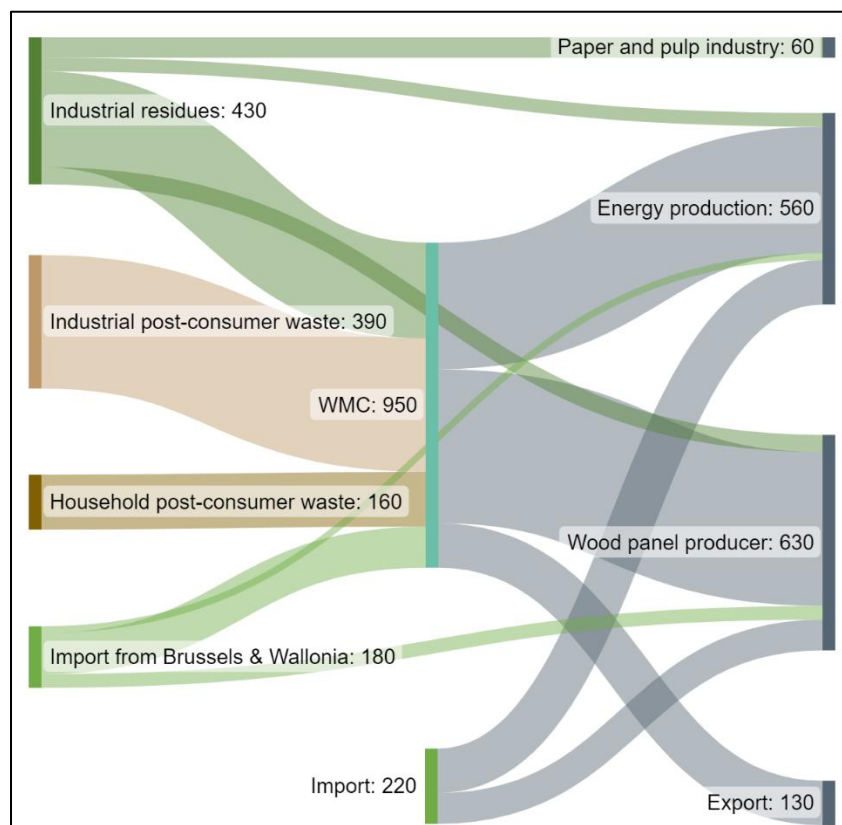 Paper and pulp industry: 60
Industrial residues: 430
Energy production: 560
Industrial post-consumer waste: 390
WMC: 950
Household post-consumer waste: 160
Wood panel producer: 630
Import from Brussels & Wallonia: 180
Import: 220
Export: 130